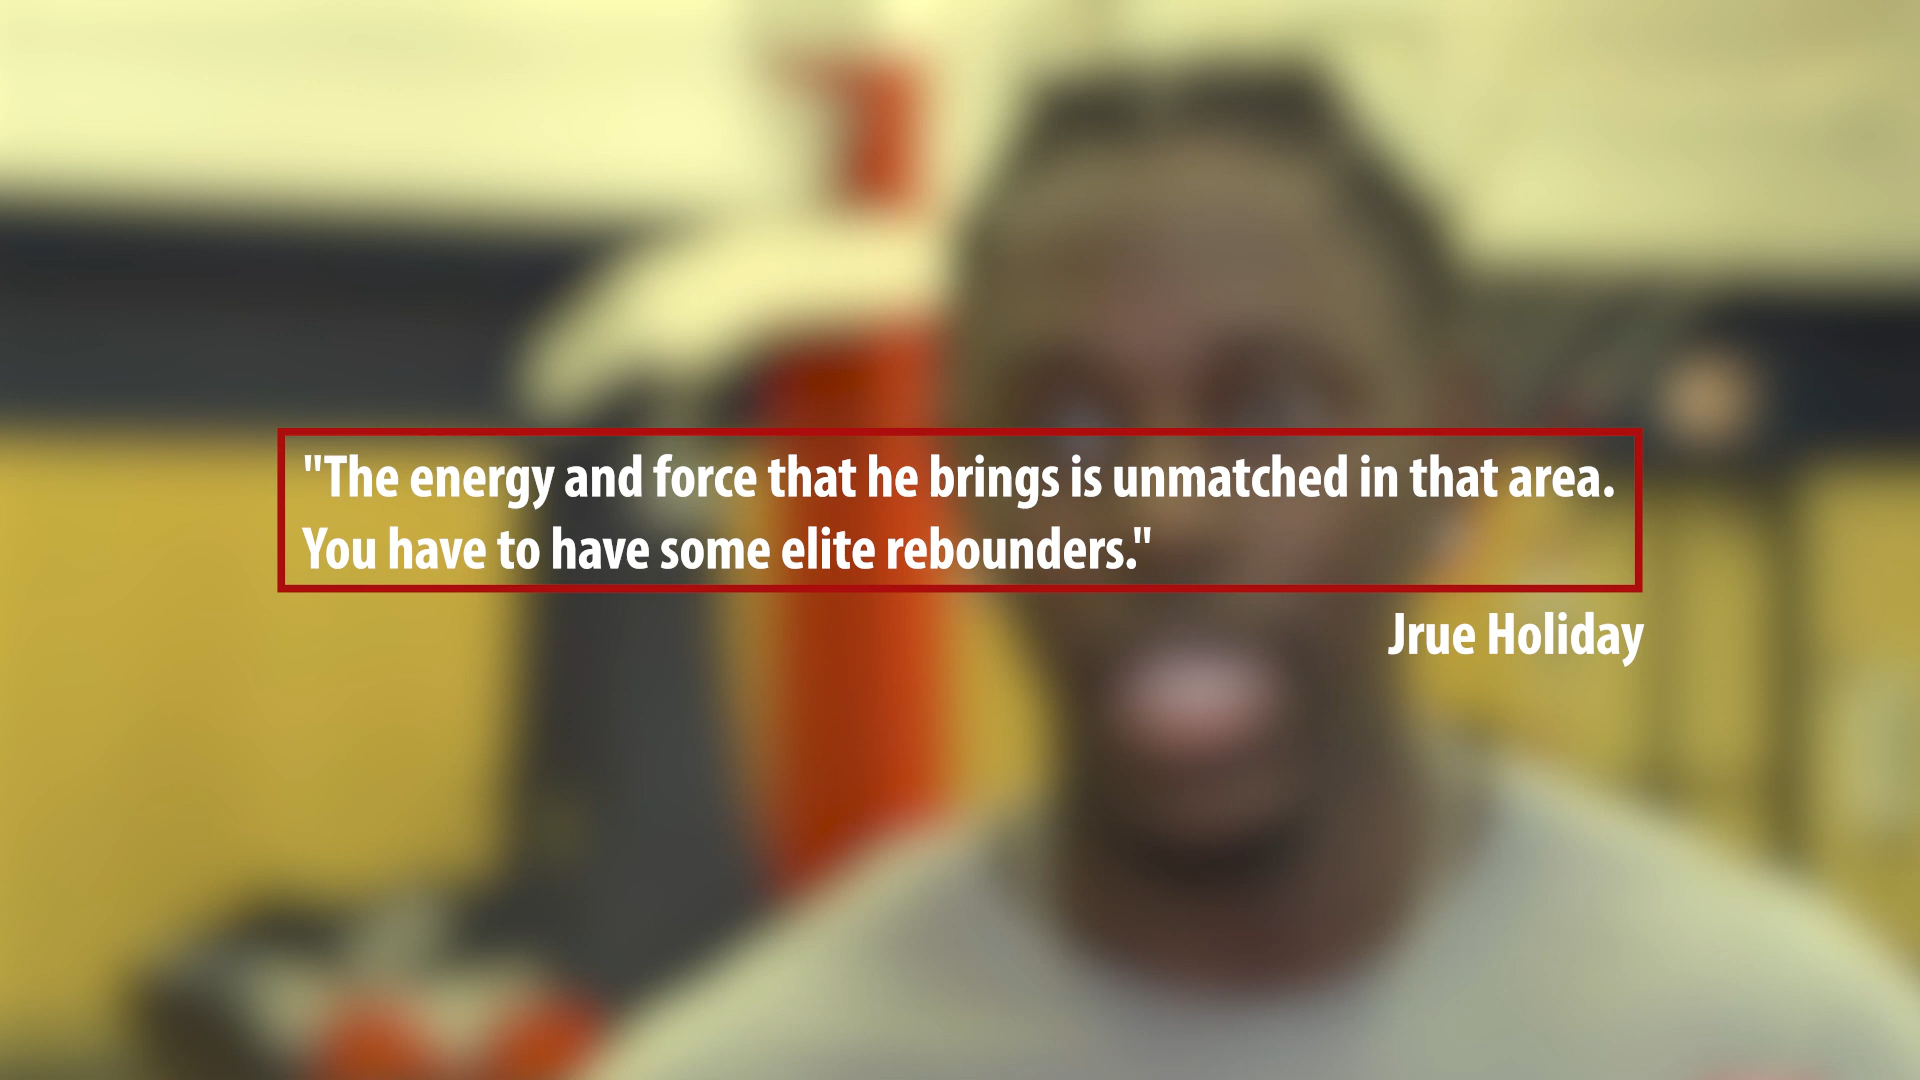 "The energy and force that he brings is unmatched in that area.
You have to have some elite rebounders."
Jrue Holiday